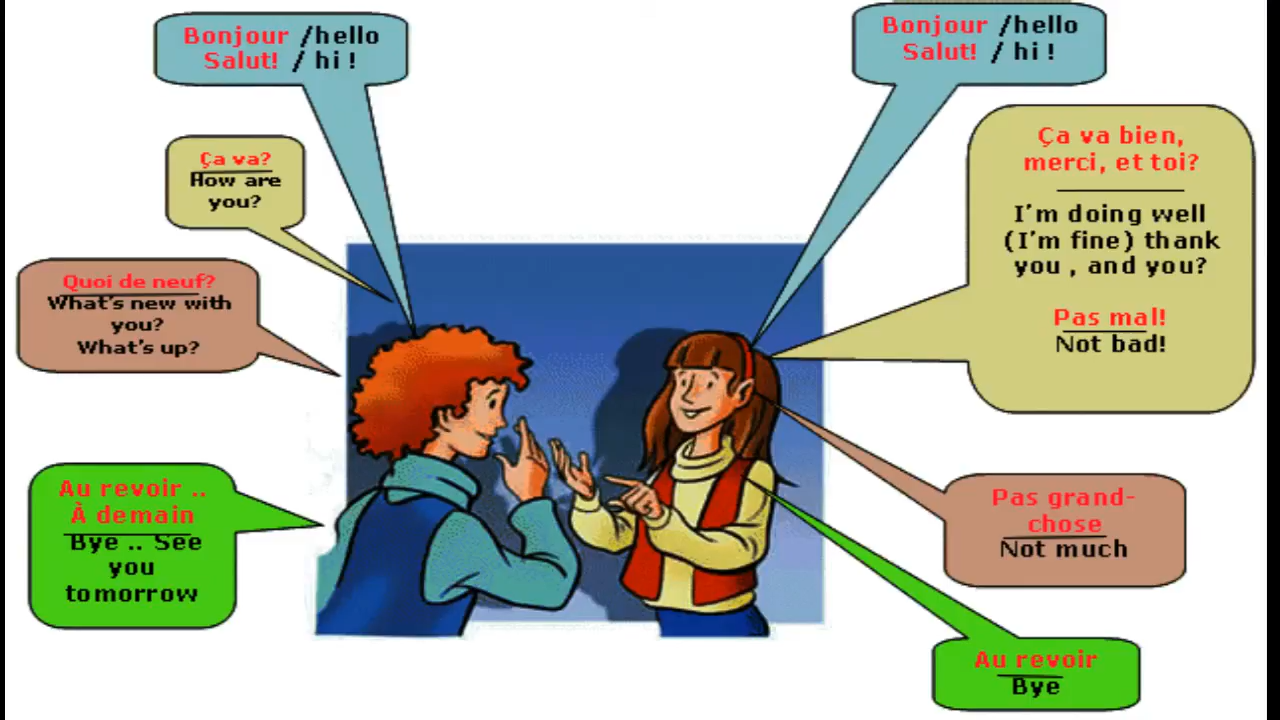 Bonjour /hello
Salut! / hi !
Ça va?
How are
you?
Quoi de neuf?
What's new with
you?
What's up?
Au revoir ..
À demain
Bye .. See
you
tomorrow
Bonjour /hello
Salut! / hi !
Ça va bien,
merci, et toi?
I'm doing well
(I'm fine) thank
you , and you?
Pas mal!
Not bad!
Pas grand-
chose
Not much
Au revoir
Bye